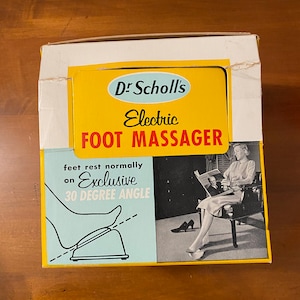 Dr Scholl's
Electric
FOOT MASSAGER
feet rest normally
on Exclusive
30 DEGREE ANGLE